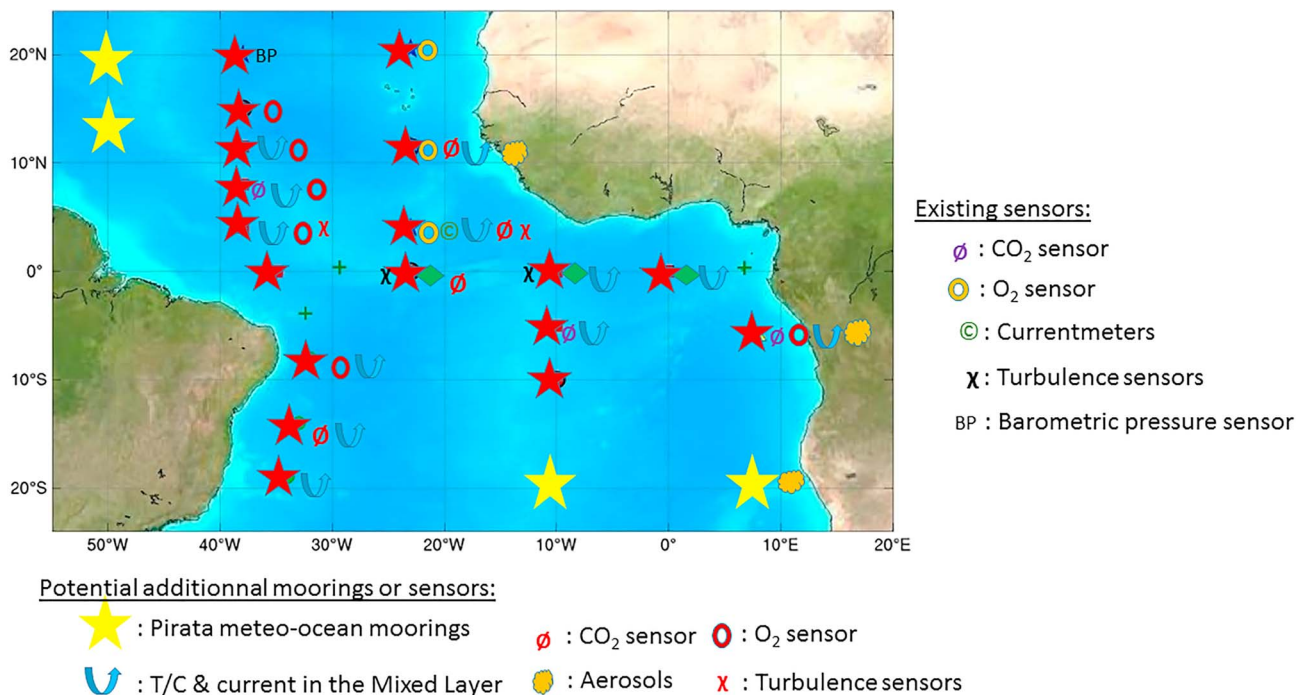 20°N
BP
10°N
χ
0°
χ
χ
χ
10°S
20°S
50°W
40°W
30°W
20°W
10°W
0°
10°E
20°E
Existing sensors:
ø : CO₂ sensor
: O₂ sensor
© : Currentmeters
χ : Turbulence sensors
BP : Barometric pressure sensor
Potential additionnal moorings or sensors:
: Pirata meteo-ocean moorings
ø : CO₂ sensor
: O₂ sensor
: T/C & current in the Mixed Layer
: Aerosols
χ : Turbulence sensors